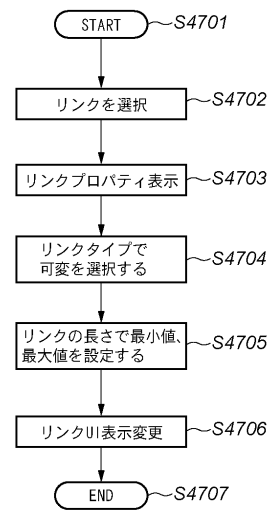 START
S4701
リンクを選択
S4702
リンクプロパティ表示
S4703
リンクタイプで
可変を選択する
S4704
リンクの長さで最小値、
最大値を設定する
S4705
リンクUI表示変更
S4706
END
S4707